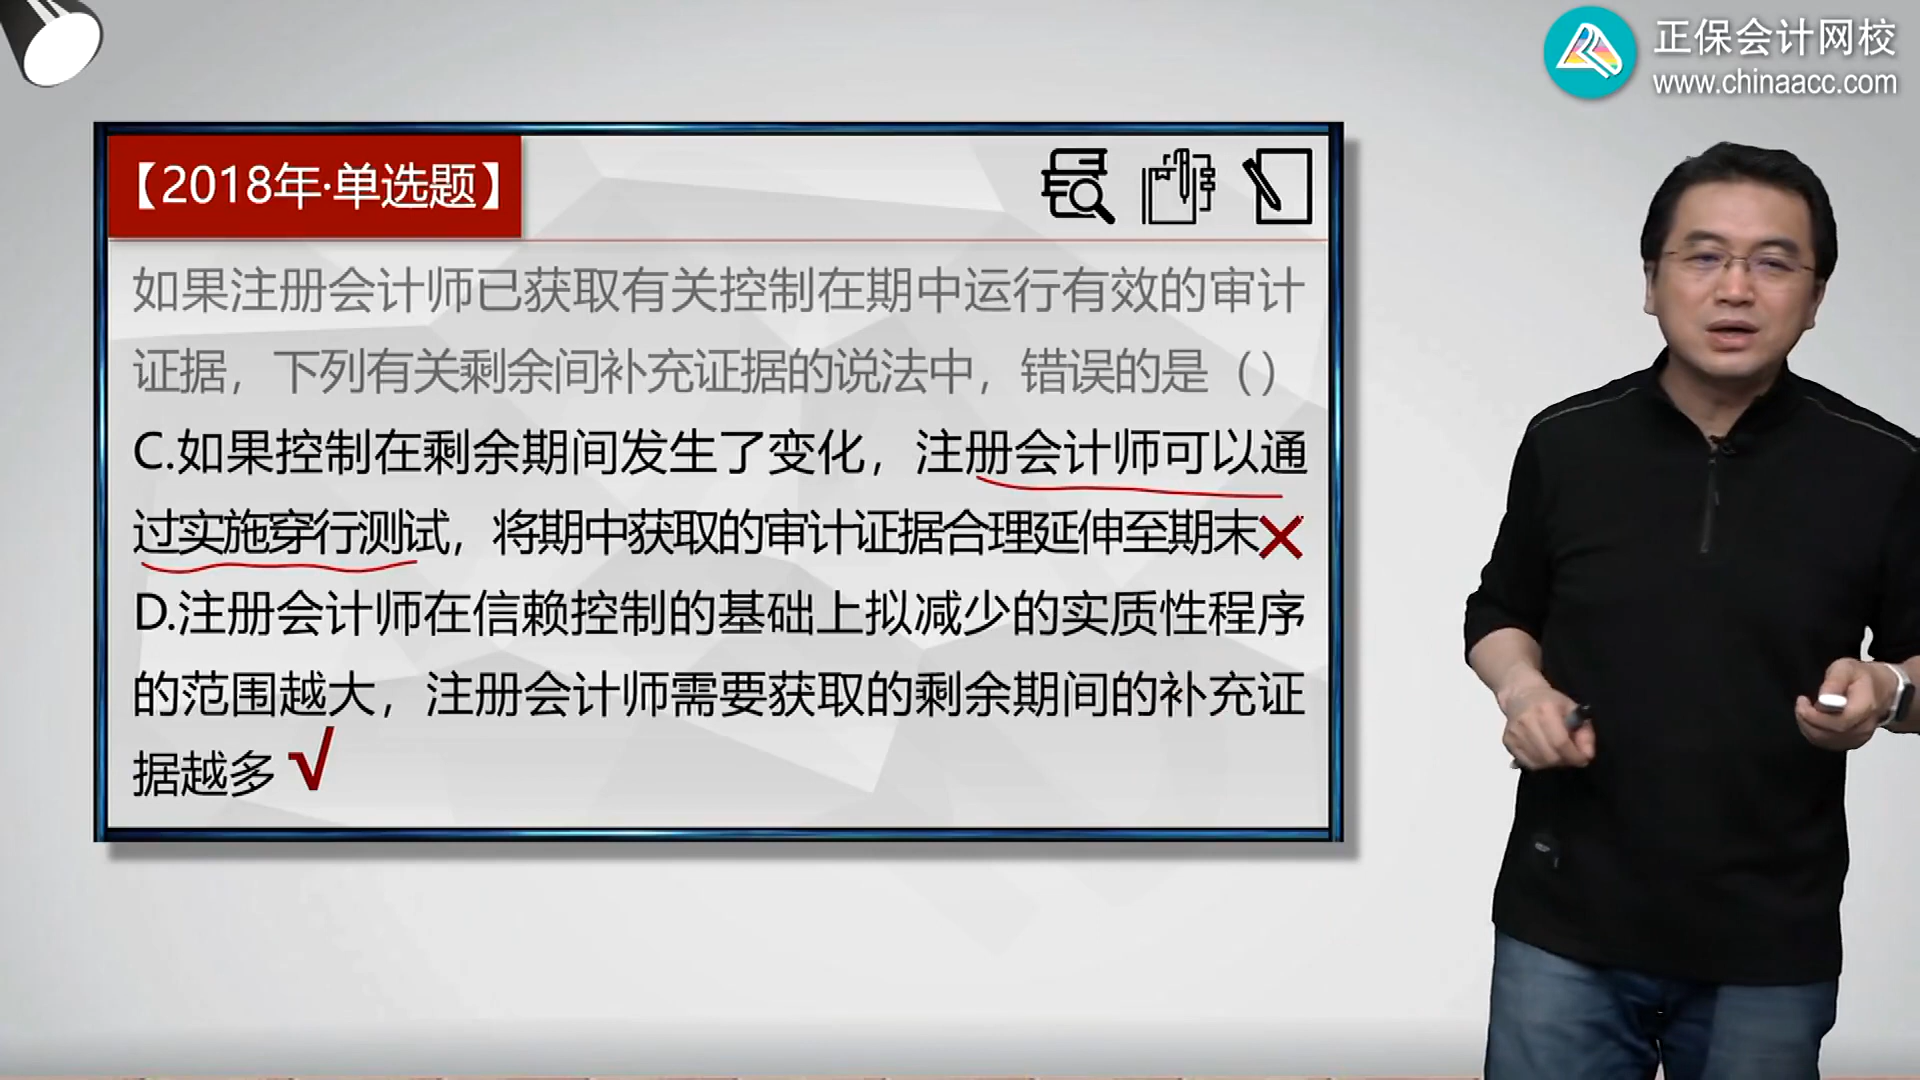 正保会计网校
www.chinaacc.com
【2018年·单选题】
如果注册会计师已获取有关控制在期中运行有效的审计
证据，下列有关剩余间补充证据的说法中，错误的是（）
C.如果控制在剩余期间发生了变化，注册会计师可以通
过实施穿行测试，将期中获取的审计证据合理延伸至期末×
D.注册会计师在信赖控制的基础上拟减少的实质性程序
的范围越大，注册会计师需要获取的剩余期间的补充证
据越多√